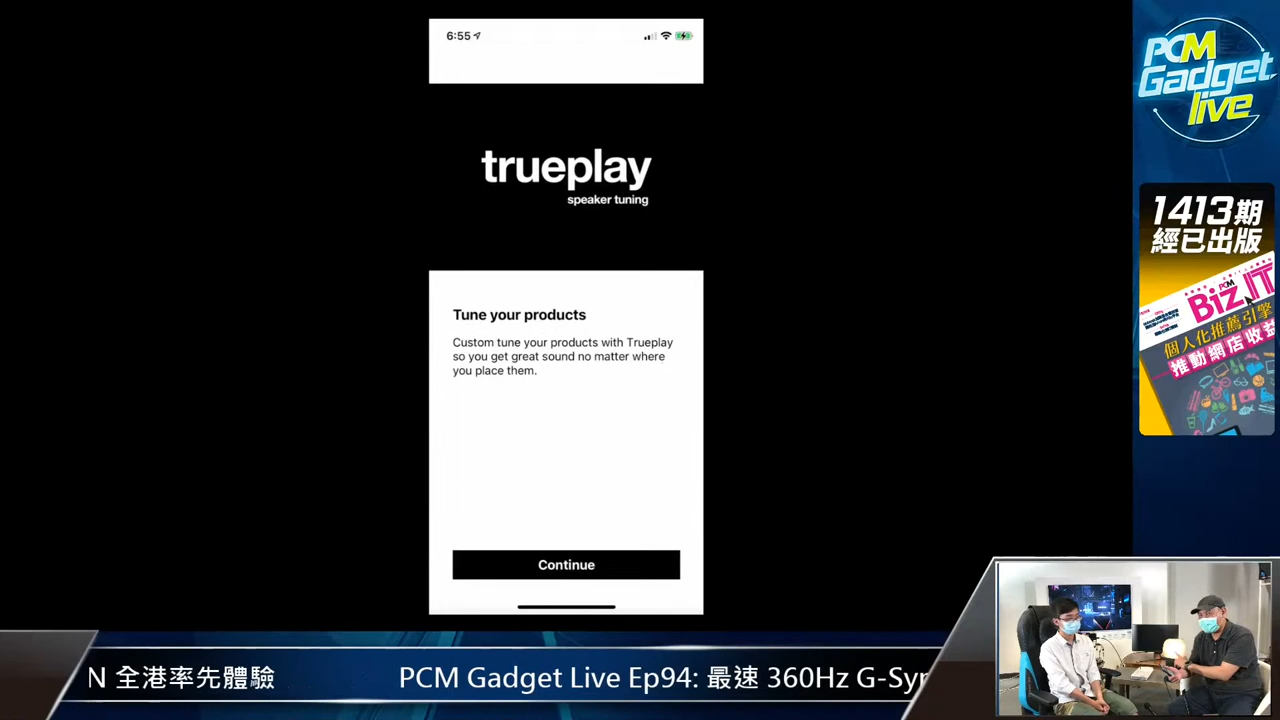 6:55
trueplay
speaker tuning
Tune your products
Custom tune your products with Trueplay
so you get great sound no matter where
you place them.
Continue
PCM
Gadget
live
1413期
經已出版
PCM
Biz.IT
個人化推薦引擎
推動網店收益
N 全港率先體驗
PCM Gadget Live Ep94: 最速 360Hz G-Syn